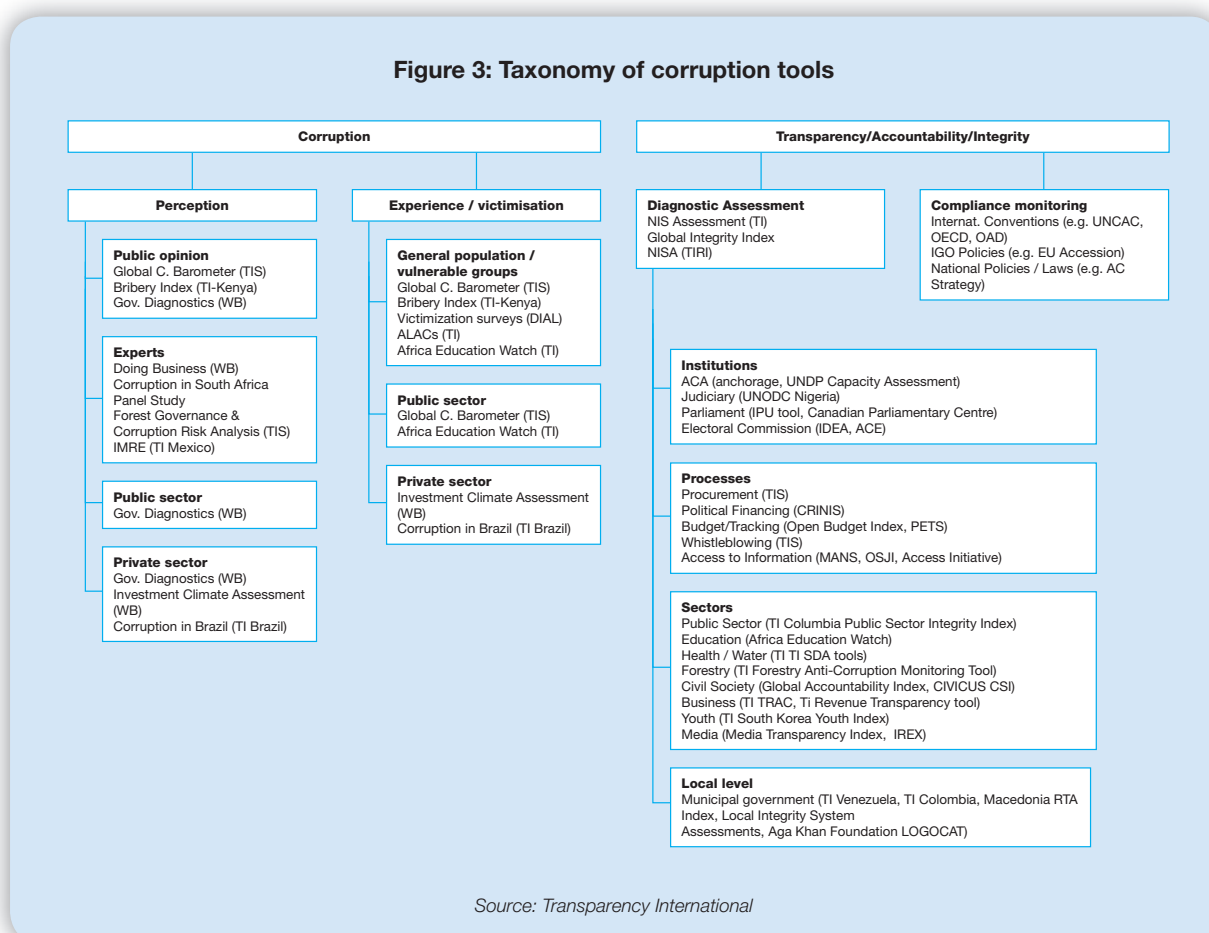 Figure 3: Taxonomy of corruption tools
Corruption
Perception
Public opinion
Global C. Barometer (TIS)
Bribery Index (TI-Kenya)
Gov. Diagnostics (WB)
Experts
Doing Business (WB)
Corruption in South Africa
Panel Study
Forest Governance &
Corruption Risk Analysis (TIS)
IMRE (TI Mexico)
Public sector
Gov. Diagnostics (WB)
Private sector
Gov. Diagnostics (WB)
Investment Climate Assessment
(WB)
Corruption in Brazil (TI Brazil)
Experience / victimisation
General population /
vulnerable groups
Global C. Barometer (TIS)
Bribery Index (TI-Kenya)
Victimization surveys (DIAL)
ALACs (TI)
Africa Education Watch (TI)
Public sector
Global C. Barometer (TIS)
Africa Education Watch (TI)
Private sector
Investment Climate Assessment
(WB)
Corruption in Brazil (TI Brazil)
Transparency/Accountability/Integrity
Diagnostic Assessment
NIS Assessment (TI)
Global Integrity Index
NISA (TIRI)
Compliance monitoring
Internat. Conventions (e.g. UNCAC,
OECD, OAD)
IGO Policies (e.g. EU Accession)
National Policies / Laws (e.g. AC
Strategy)
Institutions
ACA (anchorage, UNDP Capacity Assessment)
Judiciary (UNODC Nigeria)
Parliament (IPU tool, Canadian Parliamentary Centre)
Electoral Commission (IDEA, ACE)
Processes
Procurement (TIS)
Political Financing (CRINIS)
Budget/Tracking (Open Budget Index, PETS)
Whistleblowing (TIS)
Access to Information (MANS, OSJI, Access Initiative)
Sectors
Public Sector (TI Columbia Public Sector Integrity Index)
Education (Africa Education Watch)
Health / Water (TI TI SDA tools)
Forestry (TI Forestry Anti-Corruption Monitoring Tool)
Civil Society (Global Accountability Index, CIVICUS CSI)
Business (TI TRAC, Ti Revenue Transparency tool)
Youth (TI South Korea Youth Index)
Media (Media Transparency Index, IREX)
Local level
Municipal government (TI Venezuela, TI Colombia, Macedonia RTA
Index, Local Integrity System
Assessments, Aga Khan Foundation LOGOCAT)
Source: Transparency International